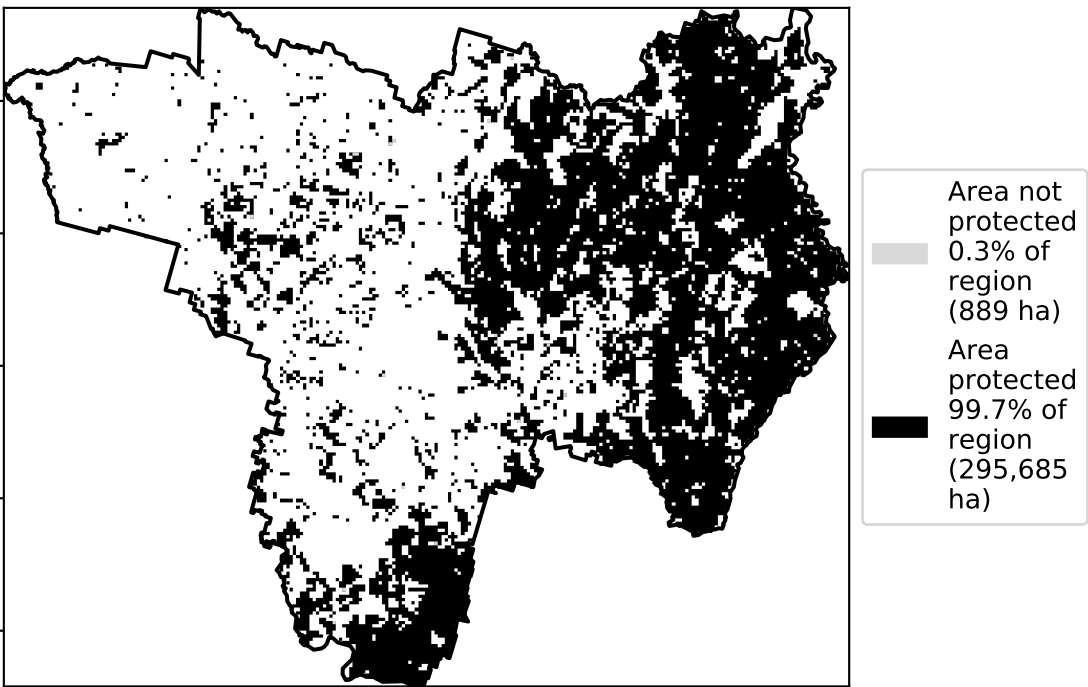 Area not
protected
0.3% of
region
(889 ha)
Area
protected
99.7% of
region
(295,685
ha)